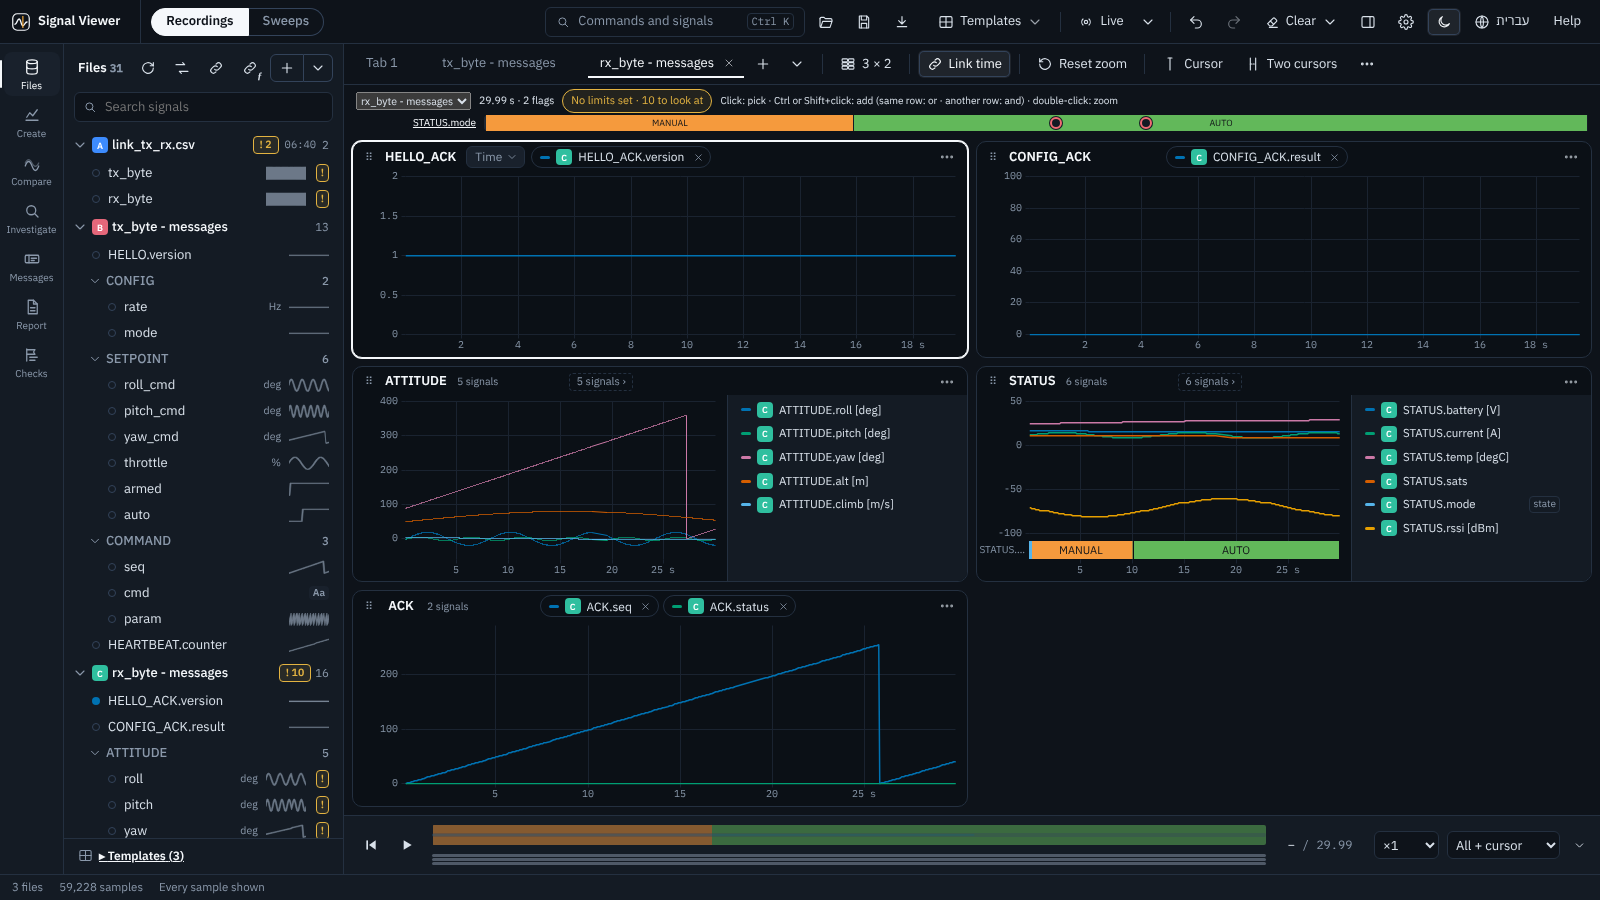 Signal Viewer
Recordings
Sweeps
Commands and signals
Ctrl K
Templates
Live
Clear
עברית
Help
Files
Create
Compare
Investigate
Messages
Report
Checks
Files 31
Search signals
A link_tx_rx.csv ! 2 06:40 2
tx_byte !
rx_byte !
B tx_byte - messages 13
HELLO.version
CONFIG 2
rate Hz
mode
SETPOINT 6
roll_cmd deg
pitch_cmd deg
yaw_cmd deg
throttle %
armed
auto
COMMAND 3
seq
cmd Aa
param
HEARTBEAT.counter
C rx_byte - messages ! 10 16
HELLO_ACK.version
CONFIG_ACK.result
ATTITUDE 5
roll deg !
pitch deg !
yaw deg !
▸ Templates (3)
Tab 1
tx_byte - messages
rx_byte - messages ×
3 × 2
Link time
Reset zoom
Cursor
Two cursors
rx_byte - messages
29.99 s · 2 flags
No limits set · 10 to look at
Click: pick · Ctrl or Shift+click: add (same row: or · another row: and) · double-click: zoom
STATUS.mode MANUAL AUTO
HELLO_ACK Time C HELLO_ACK.version ×
2
1.5
1
0.5
0
2 4 6 8 10 12 14 16 18 s
CONFIG_ACK C CONFIG_ACK.result ×
100
80
60
40
20
0
2 4 6 8 10 12 14 16 18 s
ATTITUDE 5 signals 5 signals ›
400
300
200
100
0
5 10 15 20 25 s
C ATTITUDE.roll [deg]
C ATTITUDE.pitch [deg]
C ATTITUDE.yaw [deg]
C ATTITUDE.alt [m]
C ATTITUDE.climb [m/s]
STATUS 6 signals 6 signals ›
50
0
-50
-100
STATUS.... MANUAL AUTO
5 10 15 20 25 s
C STATUS.battery [V]
C STATUS.current [A]
C STATUS.temp [degC]
C STATUS.sats
C STATUS.mode state
C STATUS.rssi [dBm]
ACK 2 signals C ACK.seq × C ACK.status ×
200
100
0
5 10 15 20 25 s
– / 29.99
×1
All + cursor
3 files 59,228 samples Every sample shown